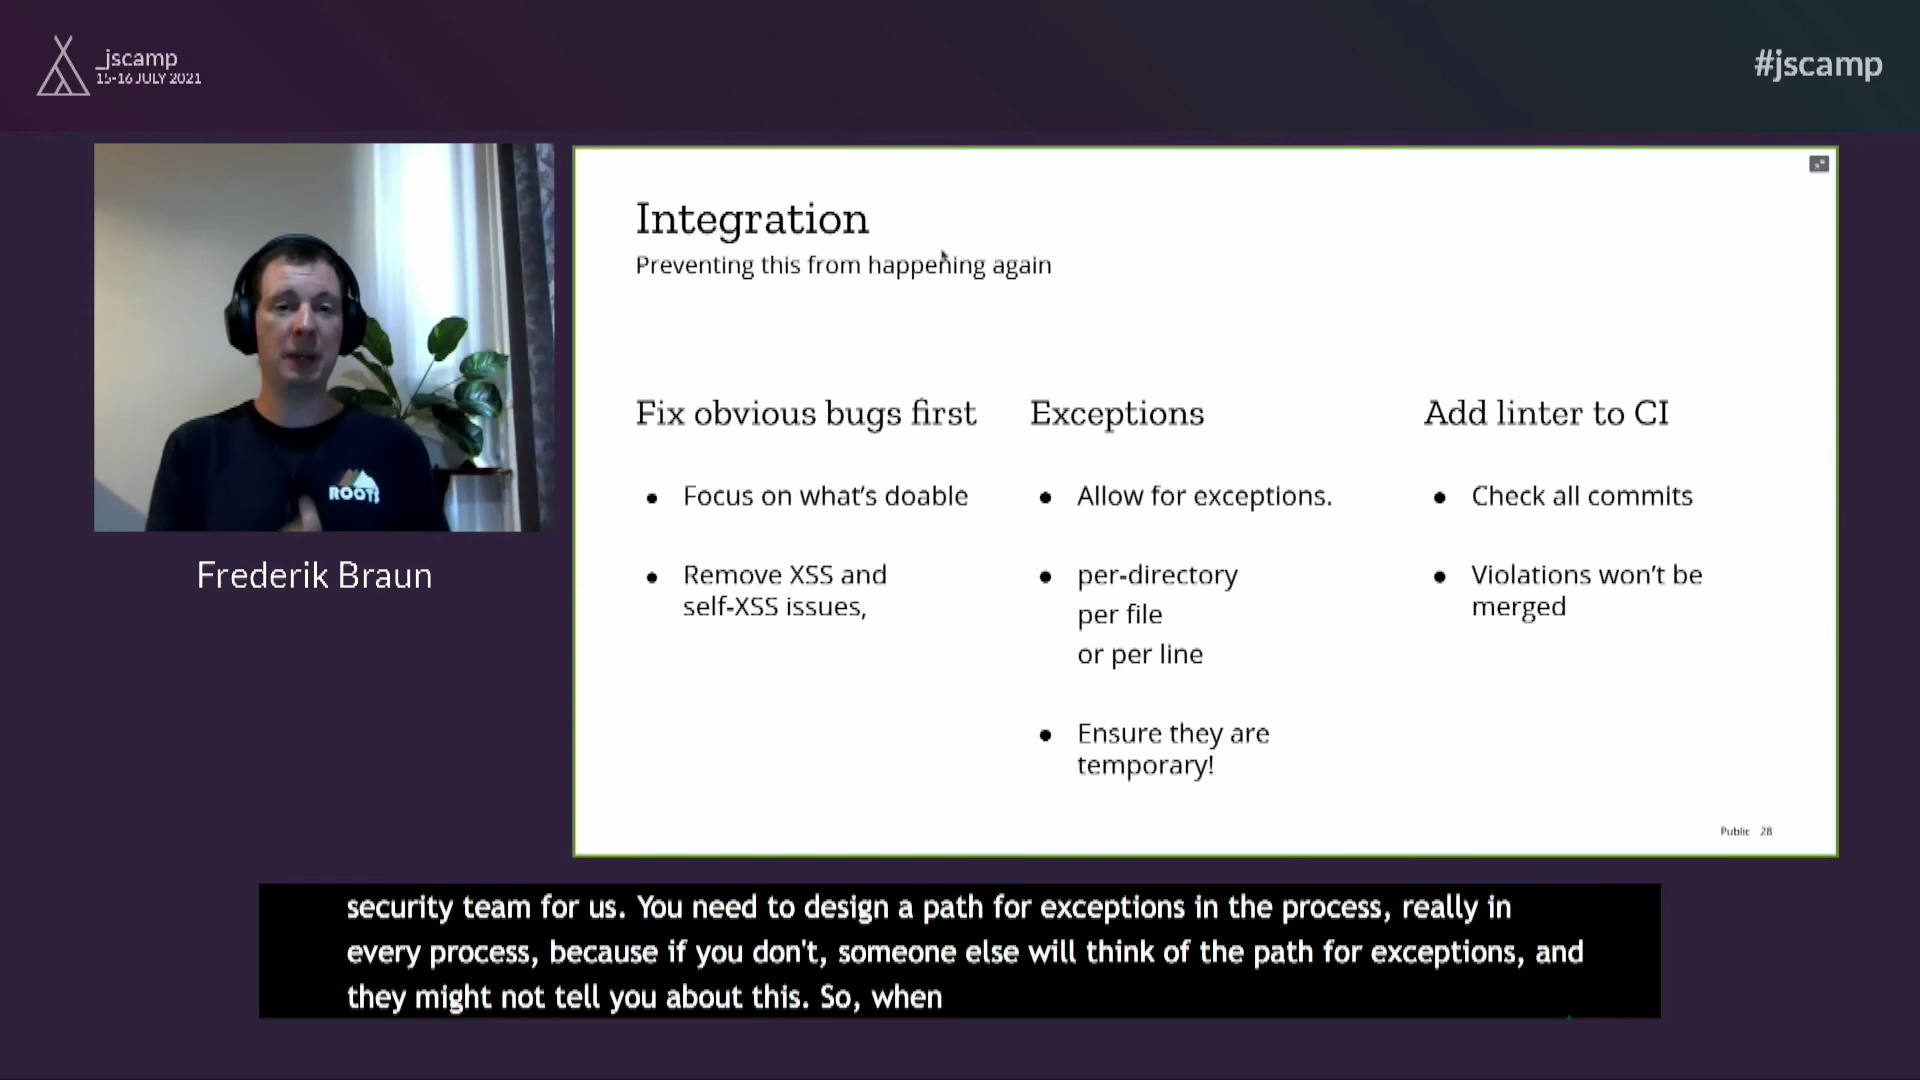 _jscamp
15-16 JULY 2021
#jscamp
ROOTS
Frederik Braun
Integration
Preventing this from happening again
Fix obvious bugs first
● Focus on what’s doable
● Remove XSS and
self-XSS issues,
Exceptions
● Allow for exceptions.
● per-directory
per file
or per line
● Ensure they are
temporary!
Add linter to CI
● Check all commits
● Violations won’t be
merged
Public 28
security team for us. You need to design a path for exceptions in the process, really in
every process, because if you don't, someone else will think of the path for exceptions, and
they might not tell you about this. So, when